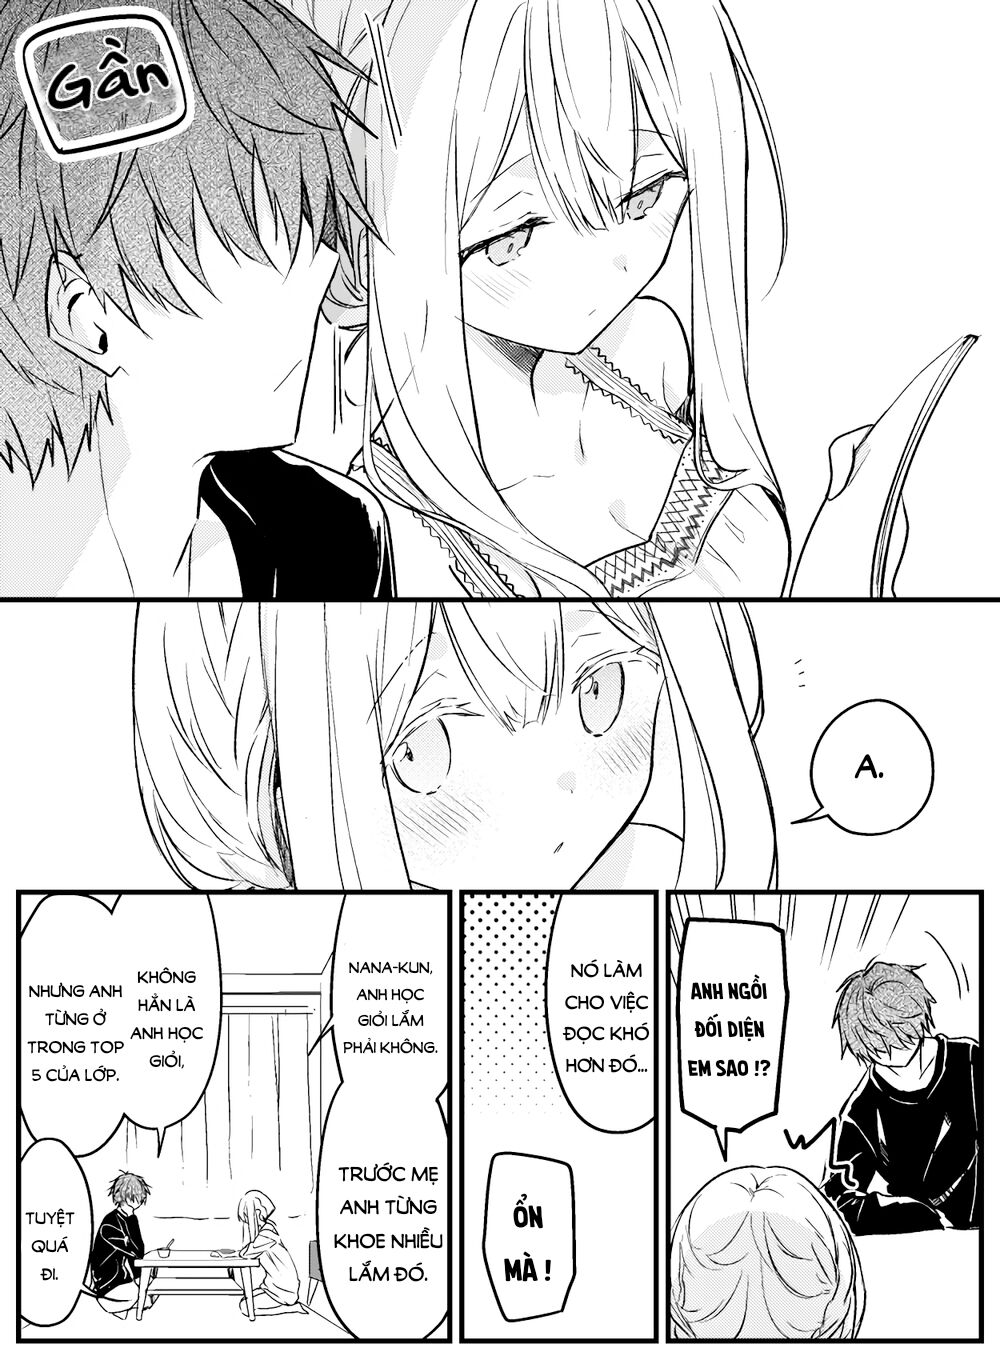 Gần
A.
ANH NGỒI
ĐỐI DIỆN
EM SAO !?
NÓ LÀM
CHO VIỆC
ĐỌC KHÓ
HƠN ĐÓ...
ỔN
MÀ !
NANA-KUN,
ANH HỌC
GIỎI LẮM
PHẢI KHÔNG.
TRƯỚC MẸ
ANH TỪNG
KHOE NHIỀU
LẮM ĐÓ.
KHÔNG
HẲN LÀ
ANH HỌC
GIỎI,
NHƯNG ANH
TỪNG Ở
TRONG TOP
5 CỦA LỚP.
TUYỆT
QUÁ
ĐI.